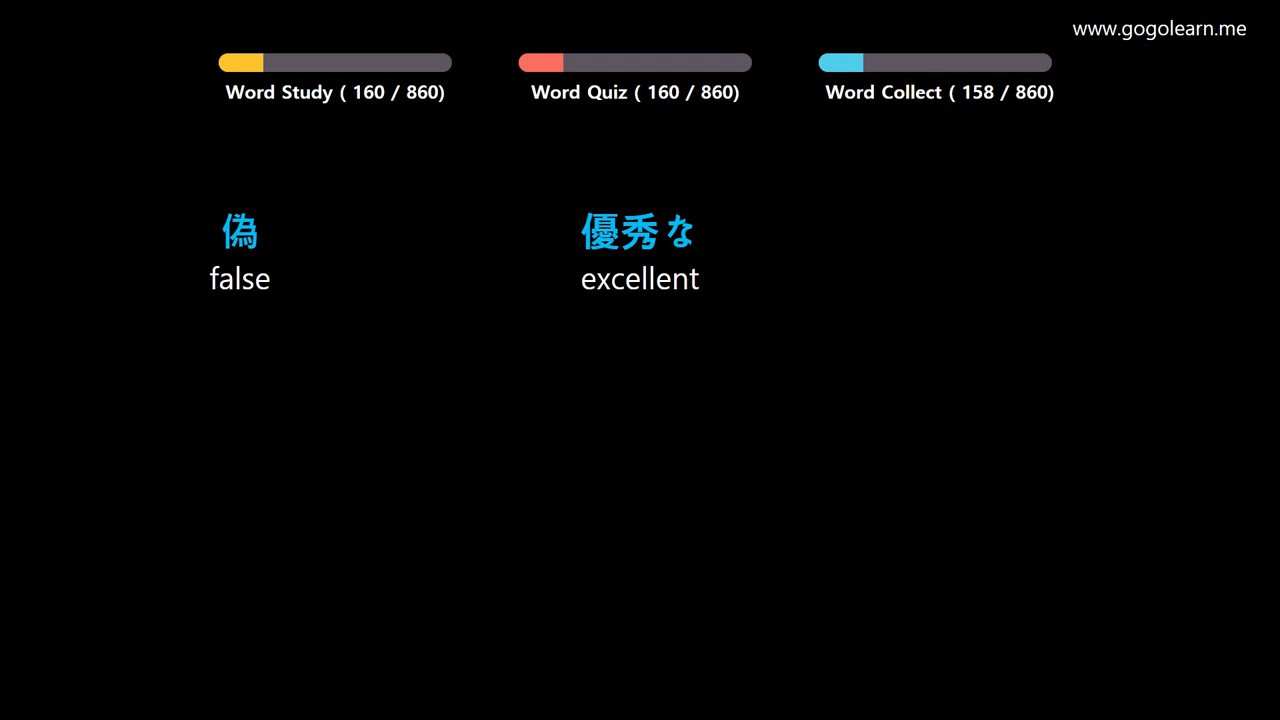 www.gogolearn.me
Word Study ( 160 / 860)
Word Quiz ( 160 / 860)
Word Collect ( 158 / 860)
偽
false
優秀な
excellent